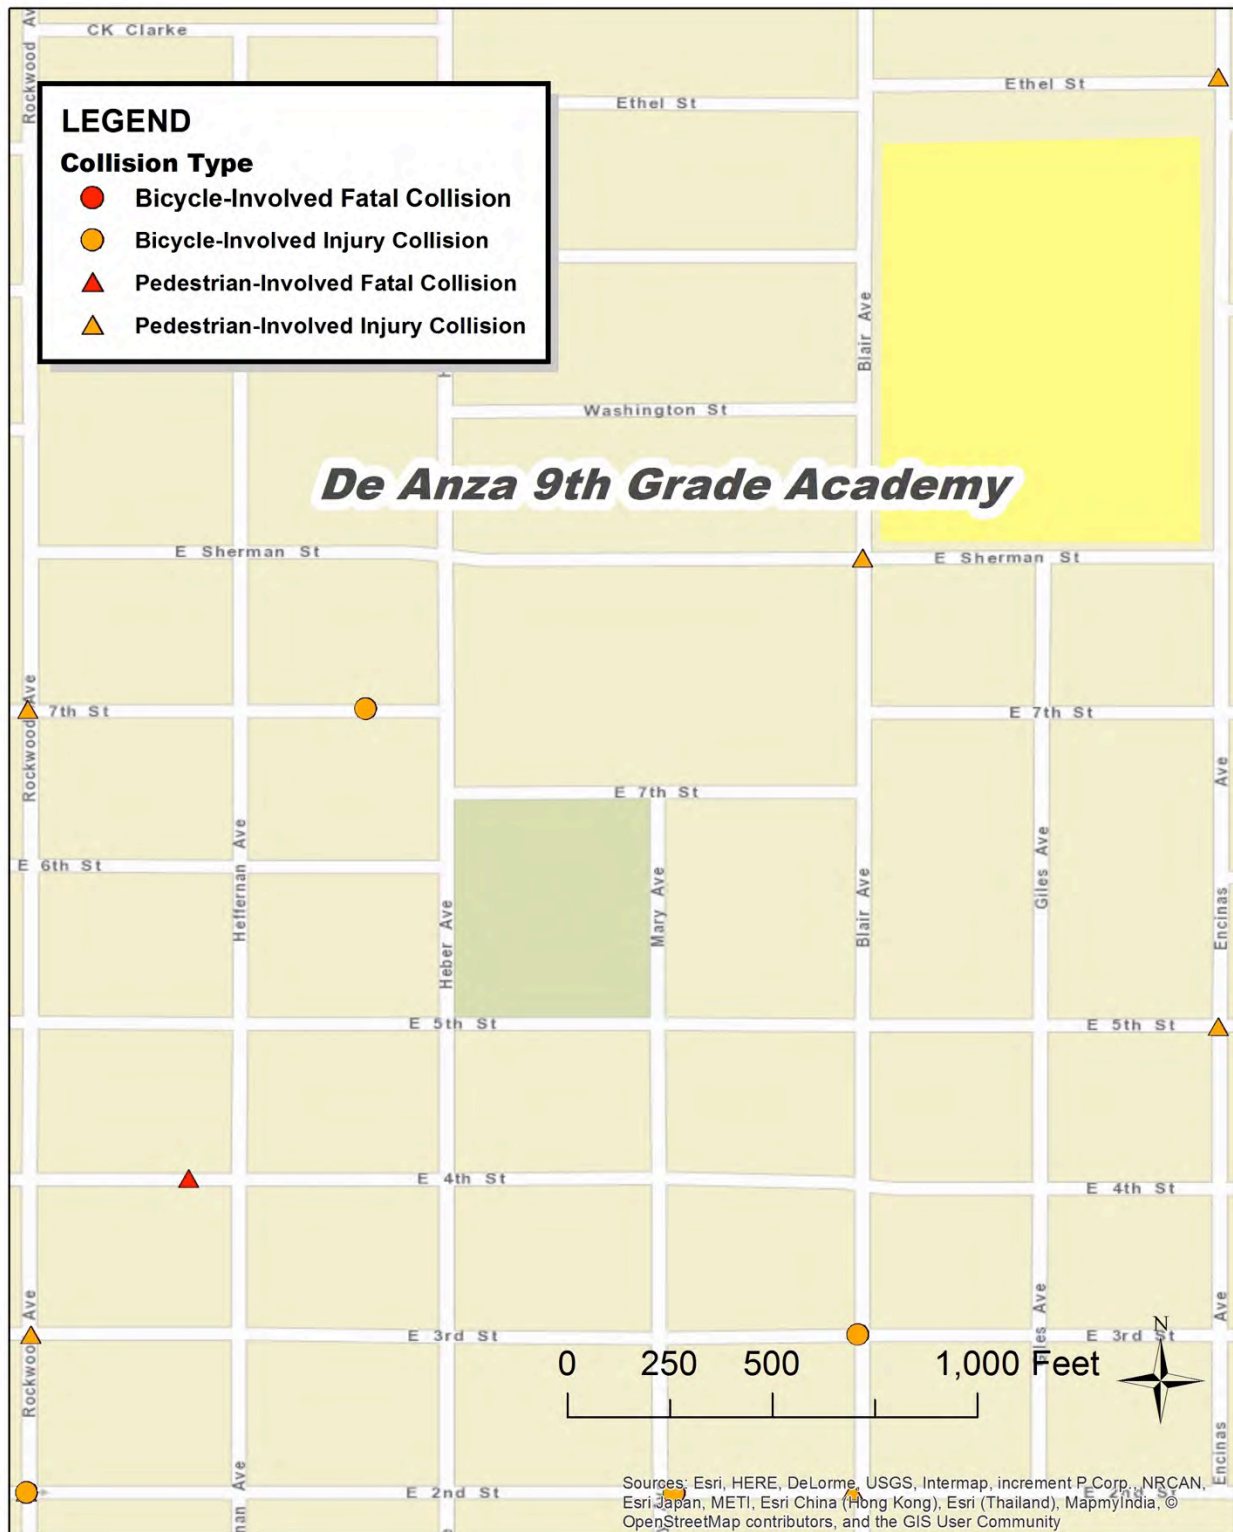 CK Clarke
Rockwood Av
Ethel St
Ethel St
LEGEND
Collision Type
Bicycle-Involved Fatal Collision
Bicycle-Involved Injury Collision
Pedestrian-Involved Fatal Collision
Pedestrian-Involved Injury Collision
Blair Ave
Washington St
De Anza 9th Grade Academy
E Sherman St
E Sherman St
Rockwood Ave
7th St
E 7th St
E 7th St
Ave
Encinas
Heffernan Ave
E 6th St
Giles Ave
Mary Ave
Blair Ave
Heber Ave
E 5th St
E 5th St
E 4th St
E 4th St
Rockwoo Ave
E 3rd St
E 3rd St
iles Ave
Ave
Encinas
N
0 250 500 1,000 Feet
nan Ave
E 2nd St
E 2nd St
Sources: Esri, HERE, DeLorme, USGS, Intermap, increment P Corp., NRCAN,
Esri Japan, METI, Esri China (Hong Kong), Esri (Thailand), MapmyIndia, ©
OpenStreetMap contributors, and the GIS User Community